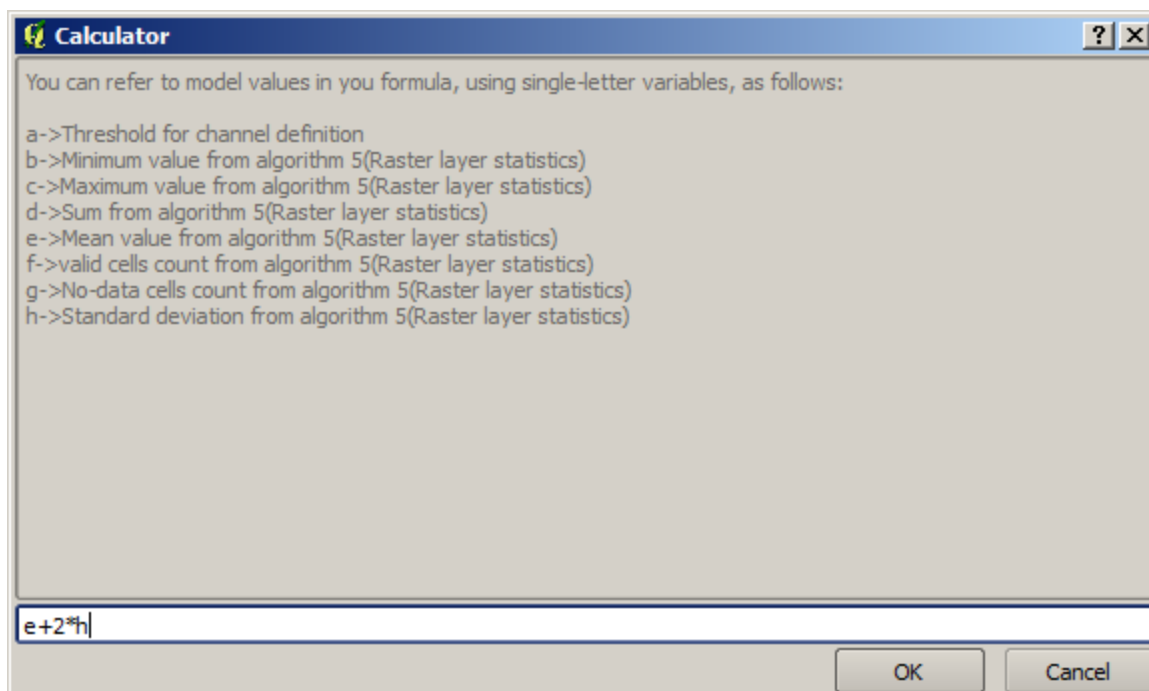 Calculator
You can refer to model values in you formula, using single-letter variables, as follows:
a->Threshold for channel definition
b->Minimum value from algorithm 5(Raster layer statistics)
c->Maximum value from algorithm 5(Raster layer statistics)
d->Sum from algorithm 5(Raster layer statistics)
e->Mean value from algorithm 5(Raster layer statistics)
f->valid cells count from algorithm 5(Raster layer statistics)
g->No-data cells count from algorithm 5(Raster layer statistics)
h->Standard deviation from algorithm 5(Raster layer statistics)
e+2*h
OK Cancel